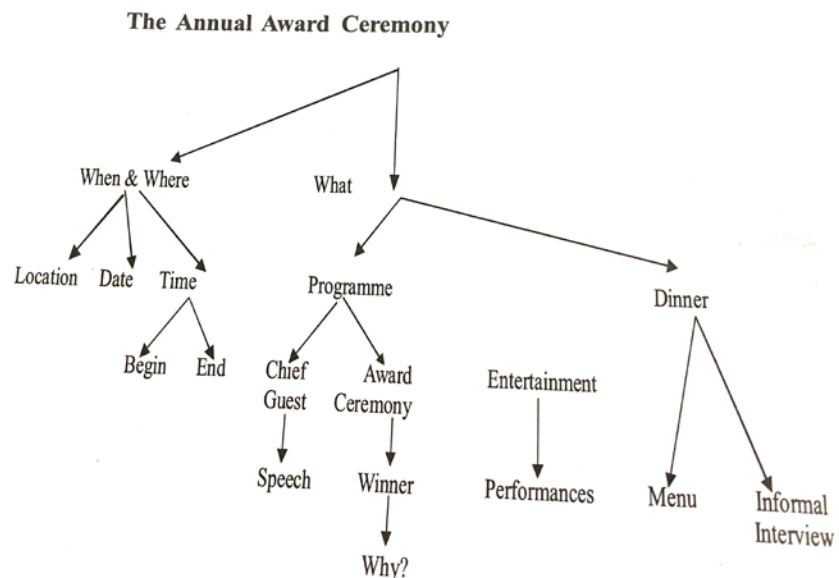 The Annual Award Ceremony
When & Where
What
Location
Date
Time
Programme
Dinner
Begin
End
Chief
Guest
Award
Ceremony
Entertainment
Speech
Winner
Performances
Menu
Informal
Interview
Why?